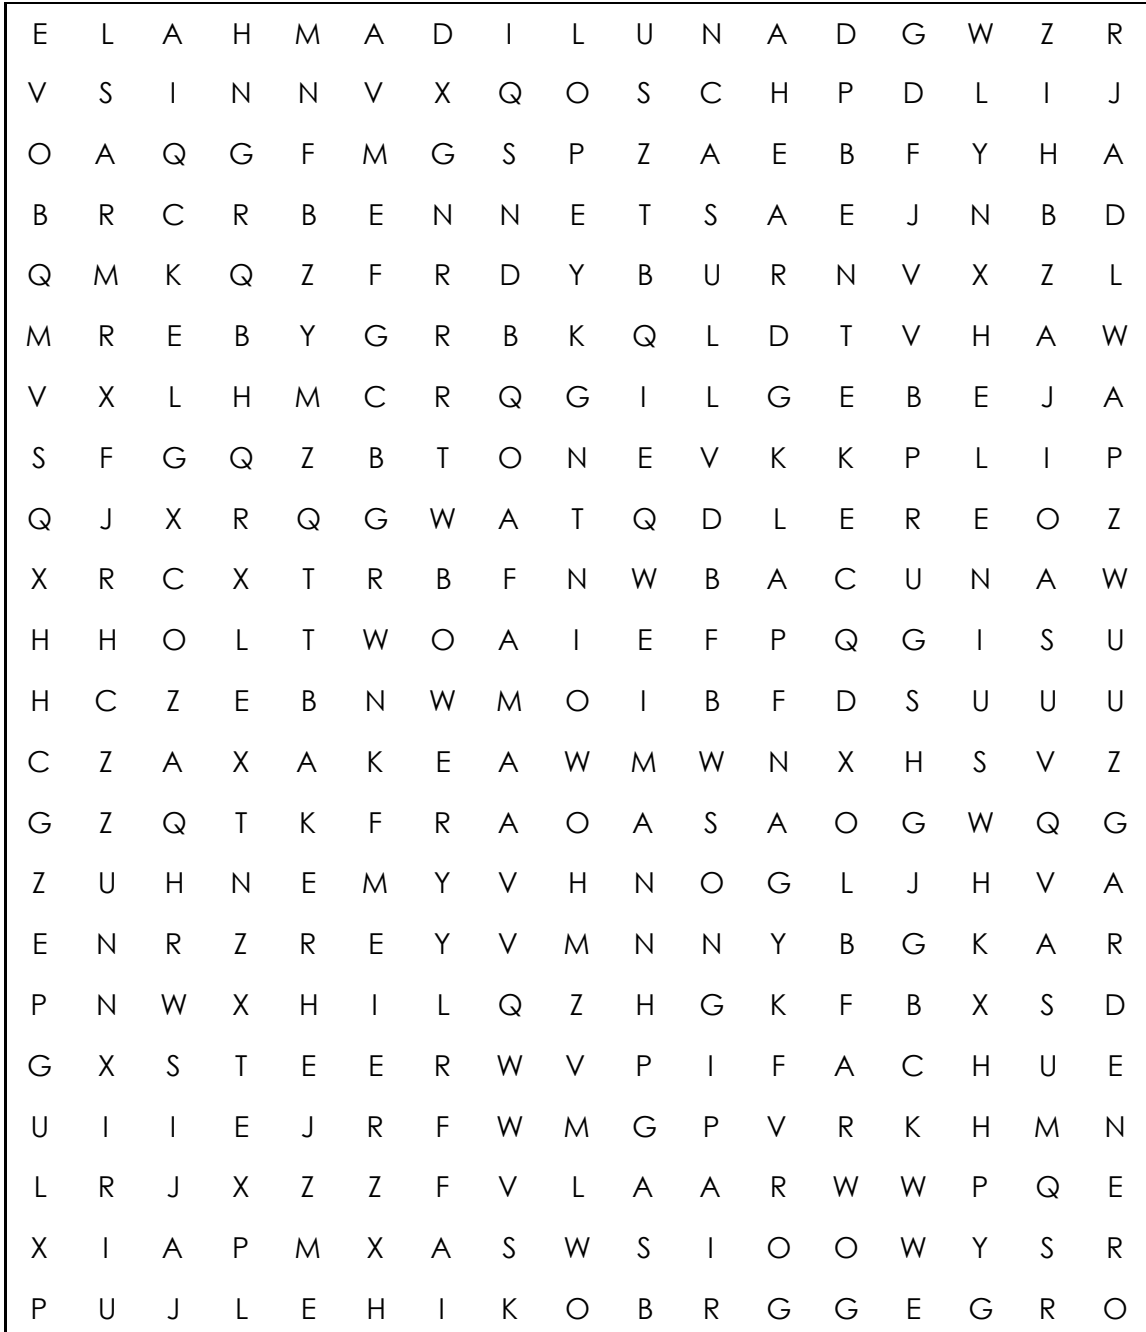 E L A H M A D I L U N A D G W Z R
V S I N N V X Q O S C H P D L I J
O A Q G F M G S P Z A E B F Y H A
B R C R B E N N E T S A E J N B D
Q M K Q Z F R D Y B U R N V X Z L
M R E B Y G R B K Q L D T V H A W
V X L H M C R Q G I L G E B E J A
S F G Q Z B T O N E V K K P L I P
Q J X R Q G W A T Q D L E R E O Z
X R C X T R B F N W B A C U N A W
H H O L T W O A I E F P Q G I S U
H C Z E B N W M O I B F D S U U U
C Z A X A K E A W M W N X H S V Z
G Z Q T K F R A O A S A O G W Q G
Z U H N E M Y V H N O G L J H V A
E N R Z R E Y V M N N Y B G K A R
P N W X H I L Q Z H G K F B X S D
G X S T E E R W V P I F A C H U E
U I I E J R F W M G P V R K H M N
L R J X Z Z F V L A A R W W P Q E
X I A P M X A S W S I O O W Y S R
P U J L E H I K O B R G G E G R O